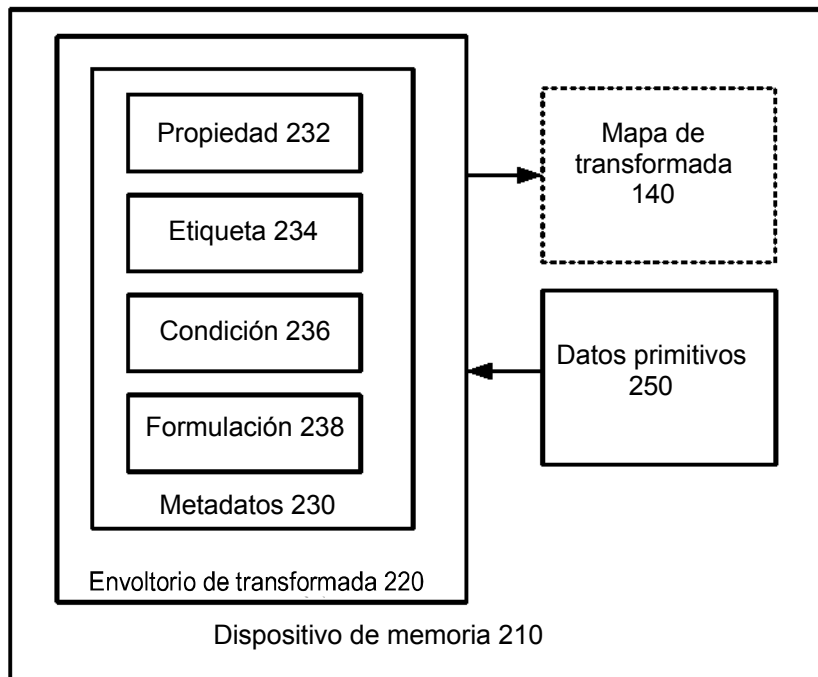 Propiedad 232
Etiqueta 234
Condición 236
Formulación 238
Metadatos 230
Envoltorio de transformada 220
Dispositivo de memoria 210
Mapa de
transformada
140
Datos primitivos
250